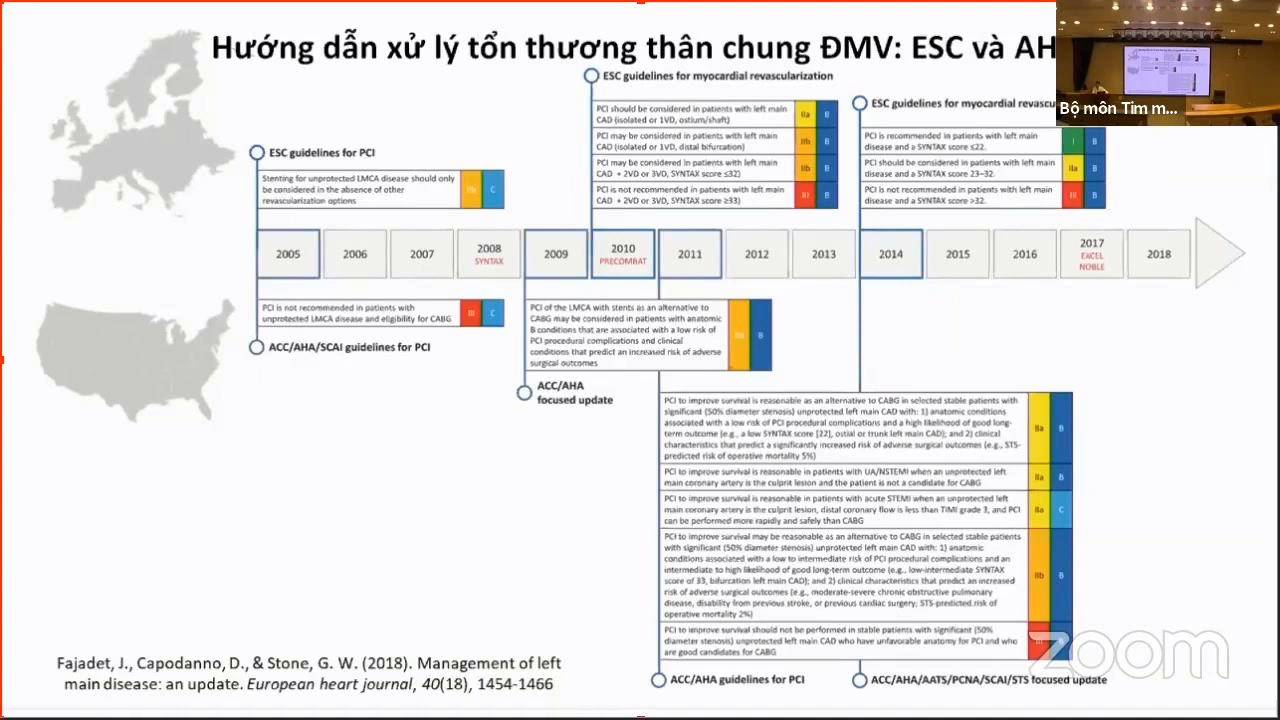 Hướng dẫn xử lý tổn thương thân chung ĐMV: ESC và AH
Bộ môn Tim m...
ESC guidelines for myocardial revascularization
PCI should be considered in patients with left main
CAD (isolated or 1VD, ostium/shaft)
IIa
B
PCI may be considered in patients with left main
CAD (isolated or 1VD, distal bifurcation)
IIb
B
PCI may be considered in patients with left main
CAD + 2VD or 3VD, SYNTAX score ≤32)
IIb
B
PCI is not recommended in patients with left main
CAD + 2VD or 3VD, SYNTAX score ≥33)
III
B
ESC guidelines for myocardial revascu
PCI is recommended in patients with left main
disease and a SYNTAX score ≤22.
I
B
PCI should be considered in patients with left main
disease and a SYNTAX score 23–32.
IIa
B
PCI is not recommended in patients with left main
disease and a SYNTAX score >32.
III
B
ESC guidelines for PCI
Stenting for unprotected LMCA disease should only
be considered in the absence of other
revascularization options
IIb
C
2005
2006
2007
2008
SYNTAX
2009
2010
PRECOMBAT
2011
2012
2013
2014
2015
2016
2017
EXCEL
NOBLE
2018
PCI is not recommended in patients with
unprotected LMCA disease and eligibility for CABG
III
C
ACC/AHA/SCAI guidelines for PCI
PCI of the LMCA with stents as an alternative to
CABG may be considered in patients with anatomic
B conditions that are associated with a low risk of
PCI procedural complications and clinical
conditions that predict an increased risk of adverse
surgical outcomes
IIb
B
ACC/AHA
focused update
PCI to improve survival is reasonable as an alternative to CABG in selected stable patients with
significant (50% diameter stenosis) unprotected left main CAD with: 1) anatomic conditions
associated with a low risk of PCI procedural complications and a high likelihood of good long-
term outcome (e.g., a low SYNTAX score [22], ostial or trunk left main CAD); and 2) clinical
characteristics that predict a significantly increased risk of adverse surgical outcomes (e.g., STS-
predicted risk of operative mortality 5%)
IIa
B
PCI to improve survival is reasonable in patients with UA/NSTEMI when an unprotected left
main coronary artery is the culprit lesion and the patient is not a candidate for CABG
IIa
B
PCI to improve survival is reasonable in patients with acute STEMI when an unprotected left
main coronary artery is the culprit lesion, distal coronary flow is less than TIMI grade 3, and PCI
can be performed more rapidly and safely than CABG
IIa
C
PCI to improve survival may be reasonable as an alternative to CABG in selected stable patients
with significant (50% diameter stenosis) unprotected left main CAD with: 1) anatomic
conditions associated with a low to intermediate risk of PCI procedural complications and an
intermediate to high likelihood of good long-term outcome (e.g., low-intermediate SYNTAX
score of 33, bifurcation left main CAD); and 2) clinical characteristics that predict an increased
risk of adverse surgical outcomes (e.g., moderate-severe chronic obstructive pulmonary
disease, disability from previous stroke, or previous cardiac surgery; STS-predicted risk of
operative mortality 2%)
IIb
B
PCI to improve survival should not be performed in stable patients with significant (50%
diameter stenosis) unprotected left main CAD who have unfavorable anatomy for PCI and who
are good candidates for CABG
III
B
zoom
ACC/AHA guidelines for PCI
ACC/AHA/AATS/PCNA/SCAI/STS focused update
Fajadet, J., Capodanno, D., & Stone, G. W. (2018). Management of left
main disease: an update. European heart journal, 40(18), 1454-1466